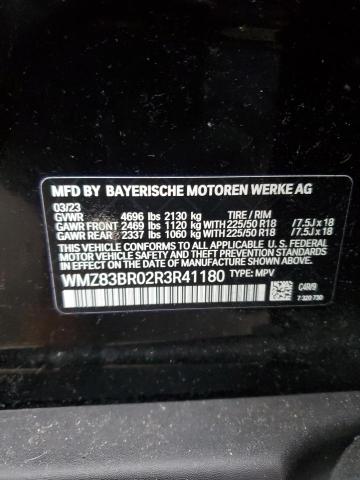 MFD BY BAYERISCHE MOTOREN WERKE AG
03/23
GVWR 4696 lbs 2130 kg TIRE / RIM
GAWR FRONT 2469 lbs 1120 kg WITH 225/50 R18 /7.5J x 18
GAWR REAR 2337 lbs 1060 kg WITH 225/50 R18 /7.5J x 18
THIS VEHICLE CONFORMS TO ALL APPLICABLE U. S. FEDERAL
MOTOR VEHICLE SAFETY AND THEFT PREVENTION STANDARDS
IN EFFECT ON THE DATE OF MANUFACTURE SHOWN ABOVE.
WMZ83BR02R3R41180 TYPE: MPV
7 320 730